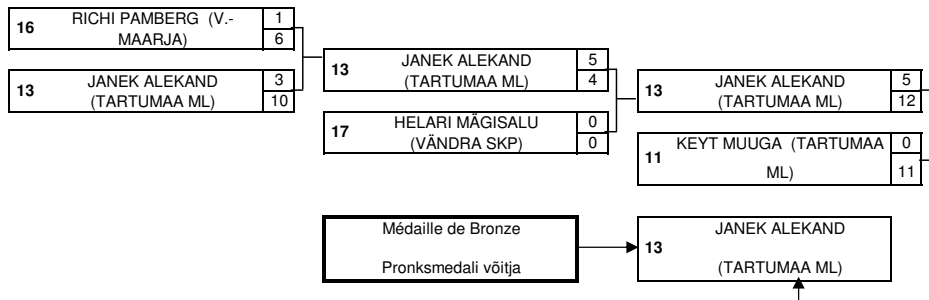 16 RICHI PAMBERG (V.- 1
MAARJA) 6
13 JANEK ALEKAND 3
(TARTUMAA ML) 10
13 JANEK ALEKAND 5
(TARTUMAA ML) 4
17 HELARI MÄGISALU 0
(VÄNDRA SKP) 0
13 JANEK ALEKAND 5
(TARTUMAA ML) 12
11 KEYT MUUGA (TARTUMAA 0
ML) 11
Médaille de Bronze
Pronksmedali võitja
13 JANEK ALEKAND
(TARTUMAA ML)